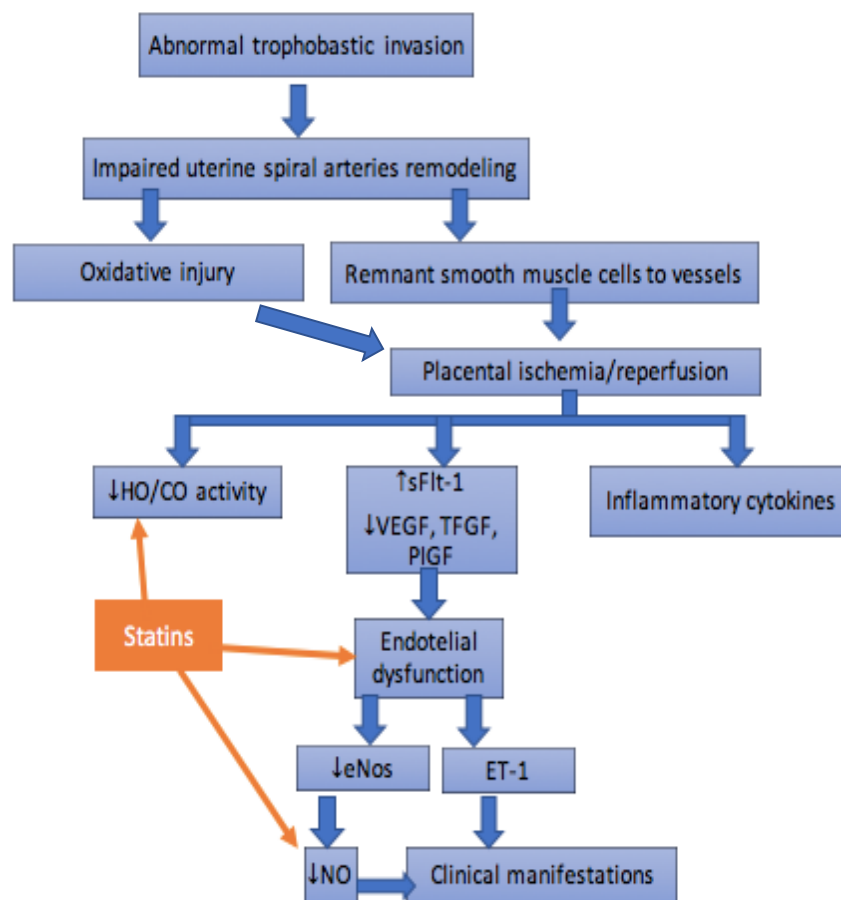 Abnormal trophobastic invasion
Impaired uterine spiral arteries remodeling
Oxidative injury
Remnant smooth muscle cells to vessels
Placental ischemia/reperfusion
↓HO/CO activity
↑sFlt-1
↓VEGF, TFGF,
PIGF
Inflammatory cytokines
Statins
Endotelial
dysfunction
↓eNos
ET-1
↓NO
Clinical manifestations